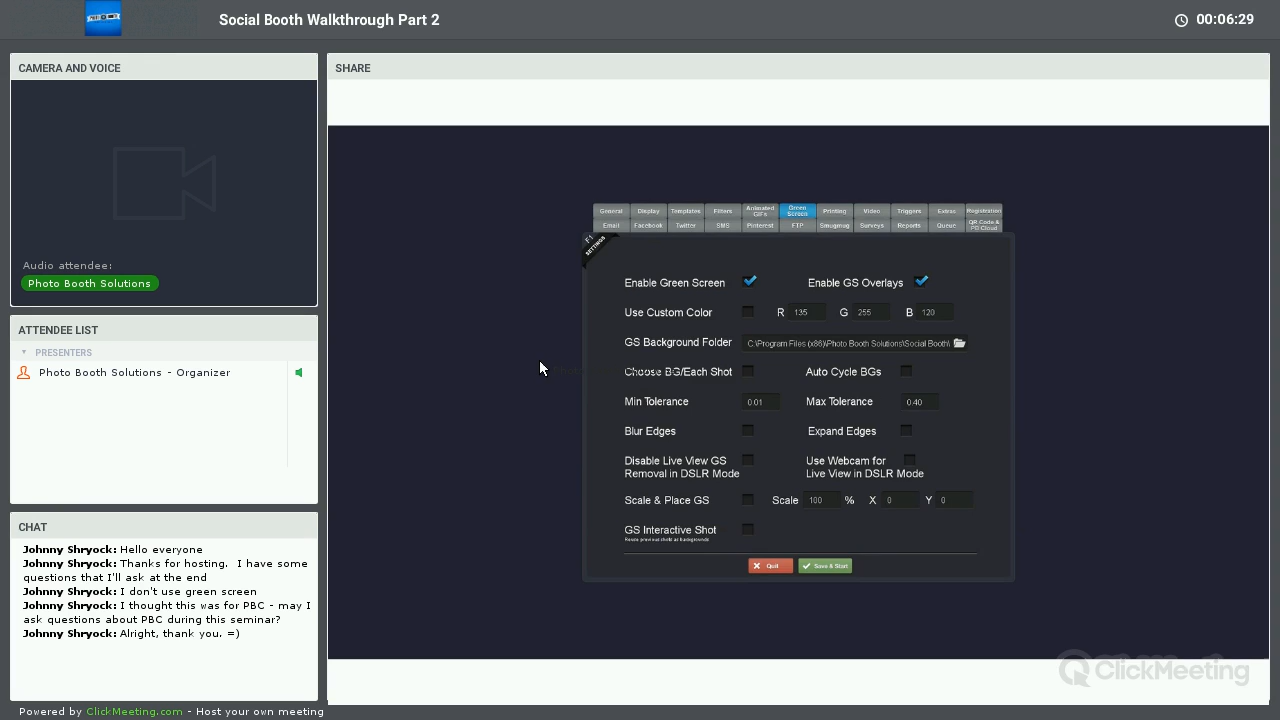 Social Booth Walkthrough Part 2
00:06:29
CAMERA AND VOICE
Audio attendee:
Photo Booth Solutions
ATTENDEE LIST
PRESENTERS
Photo Booth Solutions - Organizer
CHAT
Johnny Shryock: Hello everyone
Johnny Shryock: Thanks for hosting. I have some
questions that I'll ask at the end
Johnny Shryock: I don't use green screen
Johnny Shryock: I thought this was for PBC - may I
ask questions about PBC during this seminar?
Johnny Shryock: Alright, thank you. =)
Powered by ClickMeeting.com - Host your own meeting
SHARE
General Display Templates Filters Animated GIFs Green Screen Printing Video Triggers Extras Registration
Email Facebook Twitter SMS Pinterest FTP Smugmug Surveys Reports Queue QR Code & PB Cloud
F1
SETTINGS
Enable Green Screen Enable GS Overlays
Use Custom Color R 135 G 255 B 120
GS Background Folder C:\Program Files (x86)\Photo Booth Solutions\Social Booth\
Choose BG/Each Shot Auto Cycle BGs
Min Tolerance 0.01 Max Tolerance 0.40
Blur Edges Expand Edges
Disable Live View GS Use Webcam for
Removal in DSLR Mode Live View in DSLR Mode
Scale & Place GS Scale 100 % X 0 Y 0
GS Interactive Shot
Reuse previous shots as backgrounds
Quit Save & Start
ClickMeeting